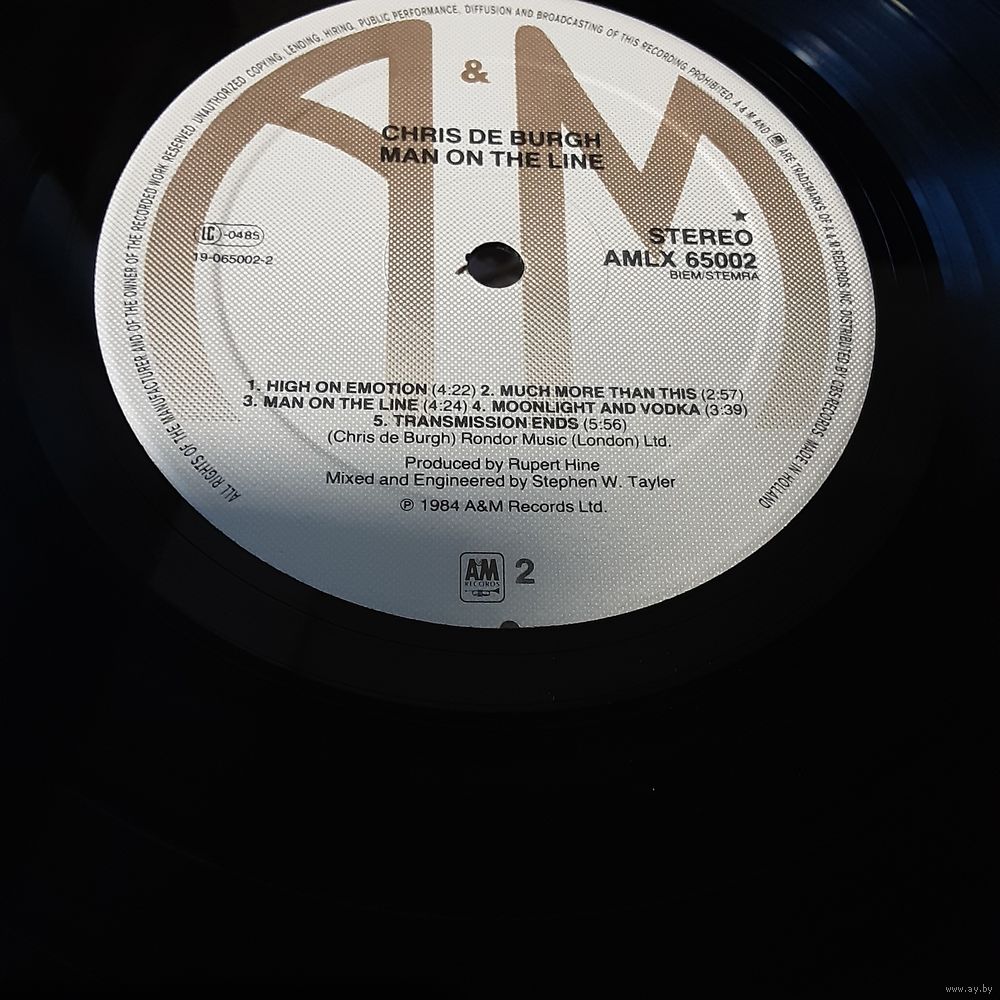 ALL RIGHTS OF THE MANUFACTURER AND OF THE OWNER OF THE RECORDED WORK RESERVED. UNAUTHORIZED COPYING, LENDING, HIRING, PUBLIC PERFORMANCE, DIFFUSION AND BROADCASTING OF THIS RECORDING PROHIBITED. A & M AND AM ARE TRADEMARKS OF A & M RECORDS INC. DISTRIBUTED BY CBS RECORDS. MADE IN HOLLAND
A & M
CHRIS DE BURGH
MAN ON THE LINE
LC-0485
19-065002-2
STEREO
AMLX 65002
BIEM/STEMRA
1. HIGH ON EMOTION (4:22) 2. MUCH MORE THAN THIS (2:57)
3. MAN ON THE LINE (4:24) 4. MOONLIGHT AND VODKA (3:39)
5. TRANSMISSION ENDS (5:56)
(Chris de Burgh) Rondor Music (London) Ltd.
Produced by Rupert Hine
Mixed and Engineered by Stephen W. Tayler
℗ 1984 A&M Records Ltd.
A&M
RECORDS
2
www.ay.by